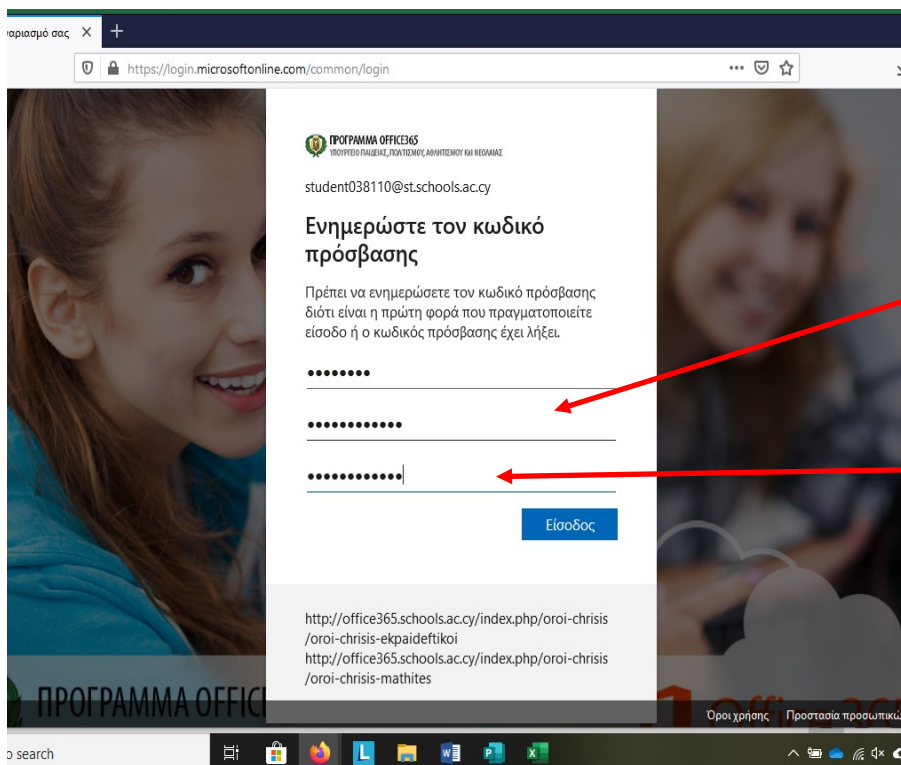 αριασμό σας
https://login.microsoftonline.com/common/login
ΠΡΟΓΡΑΜΜΑ OFFICE365
ΥΠΟΥΡΓΕΙΟ ΠΑΙΔΕΙΑΣ, ΠΟΛΙΤΙΣΜΟΥ, ΑΘΛΗΤΙΣΜΟΥ ΚΑΙ ΝΕΟΛΑΙΑΣ
student038110@st.schools.ac.cy
Ενημερώστε τον κωδικό
πρόσβασης
Πρέπει να ενημερώσετε τον κωδικό πρόσβασης
διότι είναι η πρώτη φορά που πραγματοποιείτε
είσοδο ή ο κωδικός πρόσβασης έχει λήξει.
Είσοδος
http://office365.schools.ac.cy/index.php/oroi-chrisis
/oroi-chrisis-ekpaideftikoi
http://office365.schools.ac.cy/index.php/oroi-chrisis
/oroi-chrisis-mathites
ΠΡΟΓΡΑΜΜΑ OFFIC
Office 365
Όροι χρήσης Προστασία προσωπικώ
o search